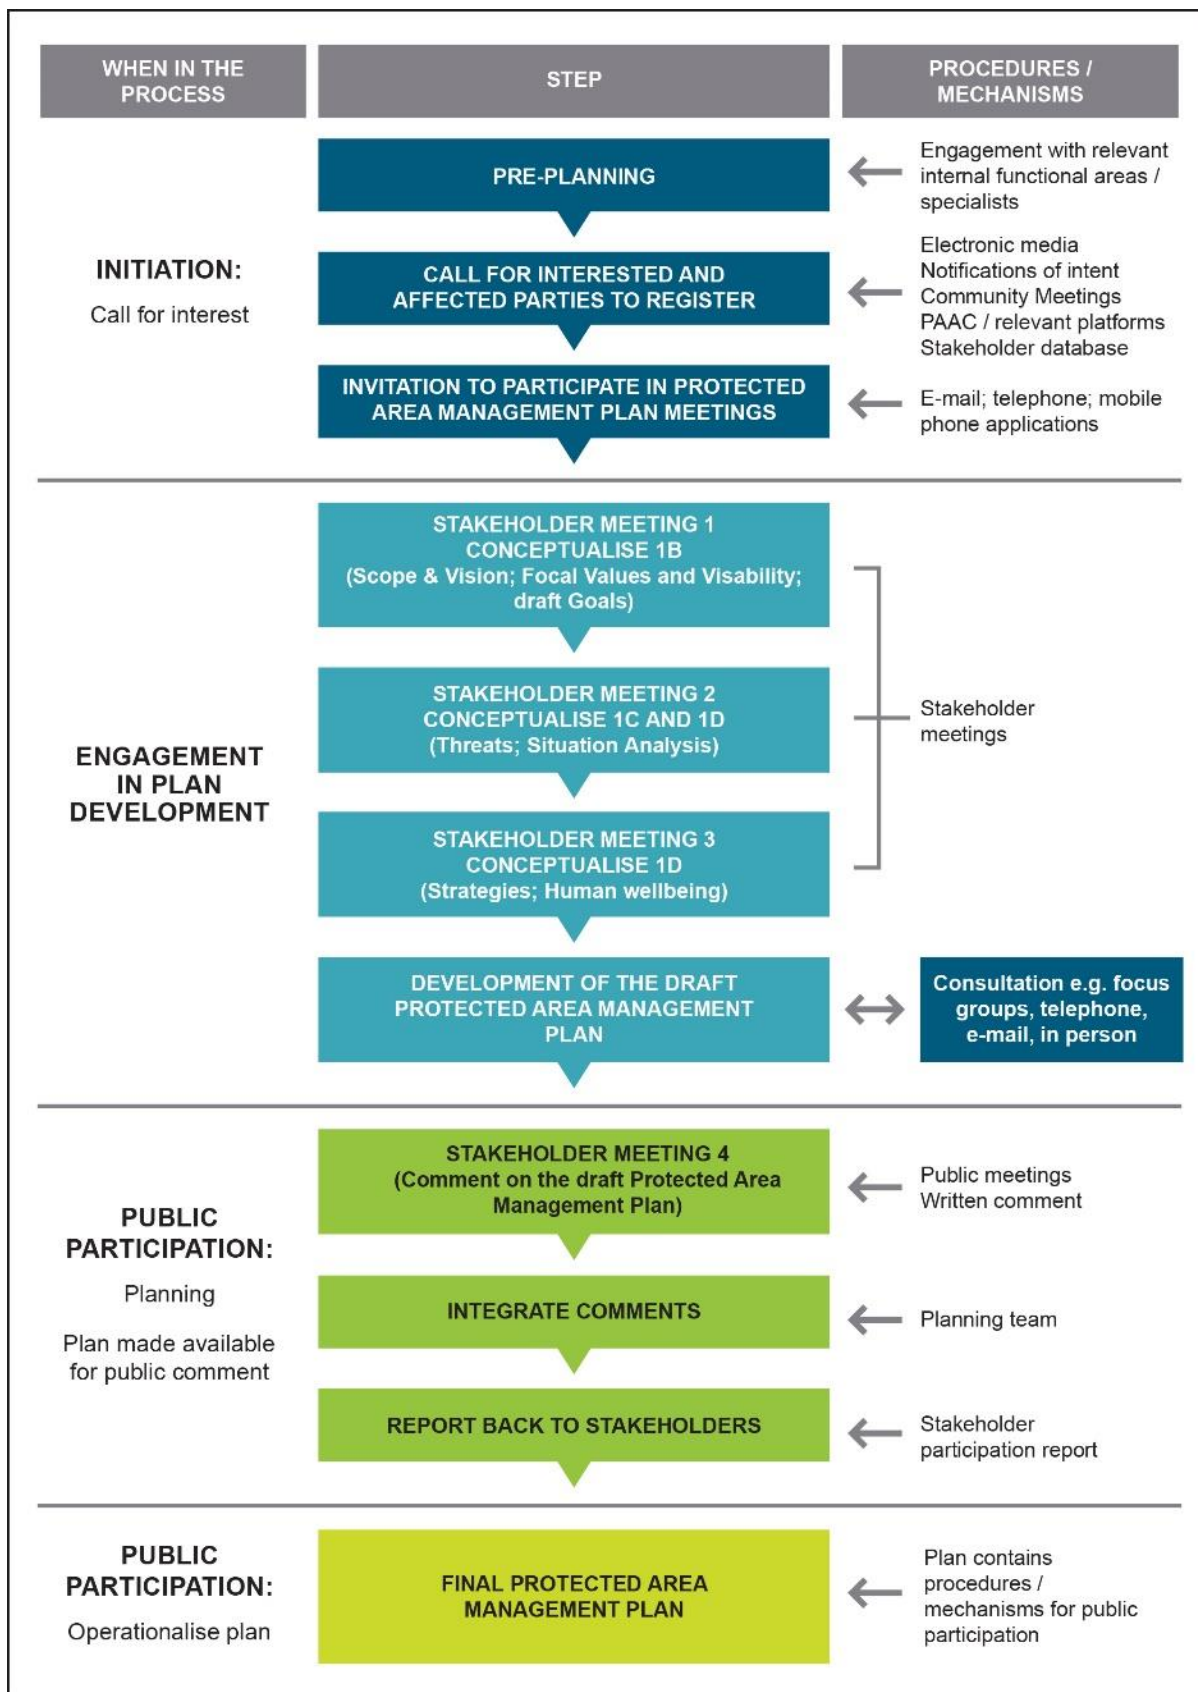 WHEN IN THE
PROCESS
STEP
PROCEDURES /
MECHANISMS
INITIATION:
Call for interest
PRE-PLANNING
Engagement with relevant
internal functional areas /
specialists
CALL FOR INTERESTED AND
AFFECTED PARTIES TO REGISTER
Electronic media
Notifications of intent
Community Meetings
PAAC / relevant platforms
Stakeholder database
INVITATION TO PARTICIPATE IN PROTECTED
AREA MANAGEMENT PLAN MEETINGS
E-mail; telephone; mobile
phone applications
ENGAGEMENT
IN PLAN
DEVELOPMENT
STAKEHOLDER MEETING 1
CONCEPTUALISE 1B
(Scope & Vision; Focal Values and Visability;
draft Goals)
STAKEHOLDER MEETING 2
CONCEPTUALISE 1C AND 1D
(Threats; Situation Analysis)
STAKEHOLDER MEETING 3
CONCEPTUALISE 1D
(Strategies; Human wellbeing)
Stakeholder
meetings
DEVELOPMENT OF THE DRAFT
PROTECTED AREA MANAGEMENT
PLAN
Consultation e.g. focus
groups, telephone,
e-mail, in person
PUBLIC
PARTICIPATION:
Planning
Plan made available
for public comment
STAKEHOLDER MEETING 4
(Comment on the draft Protected Area
Management Plan)
Public meetings
Written comment
INTEGRATE COMMENTS
Planning team
REPORT BACK TO STAKEHOLDERS
Stakeholder
participation report
PUBLIC
PARTICIPATION:
Operationalise plan
FINAL PROTECTED AREA
MANAGEMENT PLAN
Plan contains
procedures /
mechanisms for public
participation